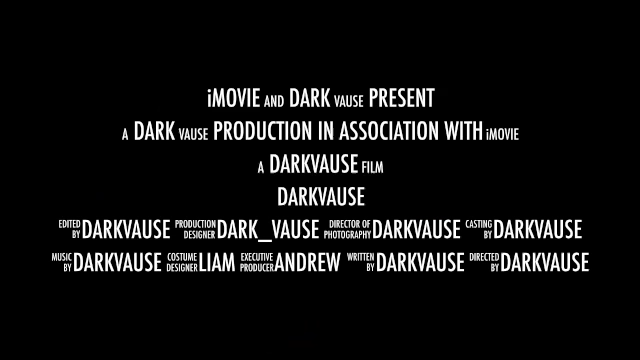 iMOVIE AND DARK VAUSE PRESENT
A DARK VAUSE PRODUCTION IN ASSOCIATION WITH iMOVIE
A DARKVAUSE FILM
DARKVAUSE
EDITED BY DARKVAUSE PRODUCTION DESIGNER DARK_VAUSE DIRECTOR OF PHOTOGRAPHY DARKVAUSE CASTING BY DARKVAUSE
MUSIC BY DARKVAUSE COSTUME DESIGNER LIAM EXECUTIVE PRODUCER ANDREW WRITTEN BY DARKVAUSE DIRECTED BY DARKVAUSE